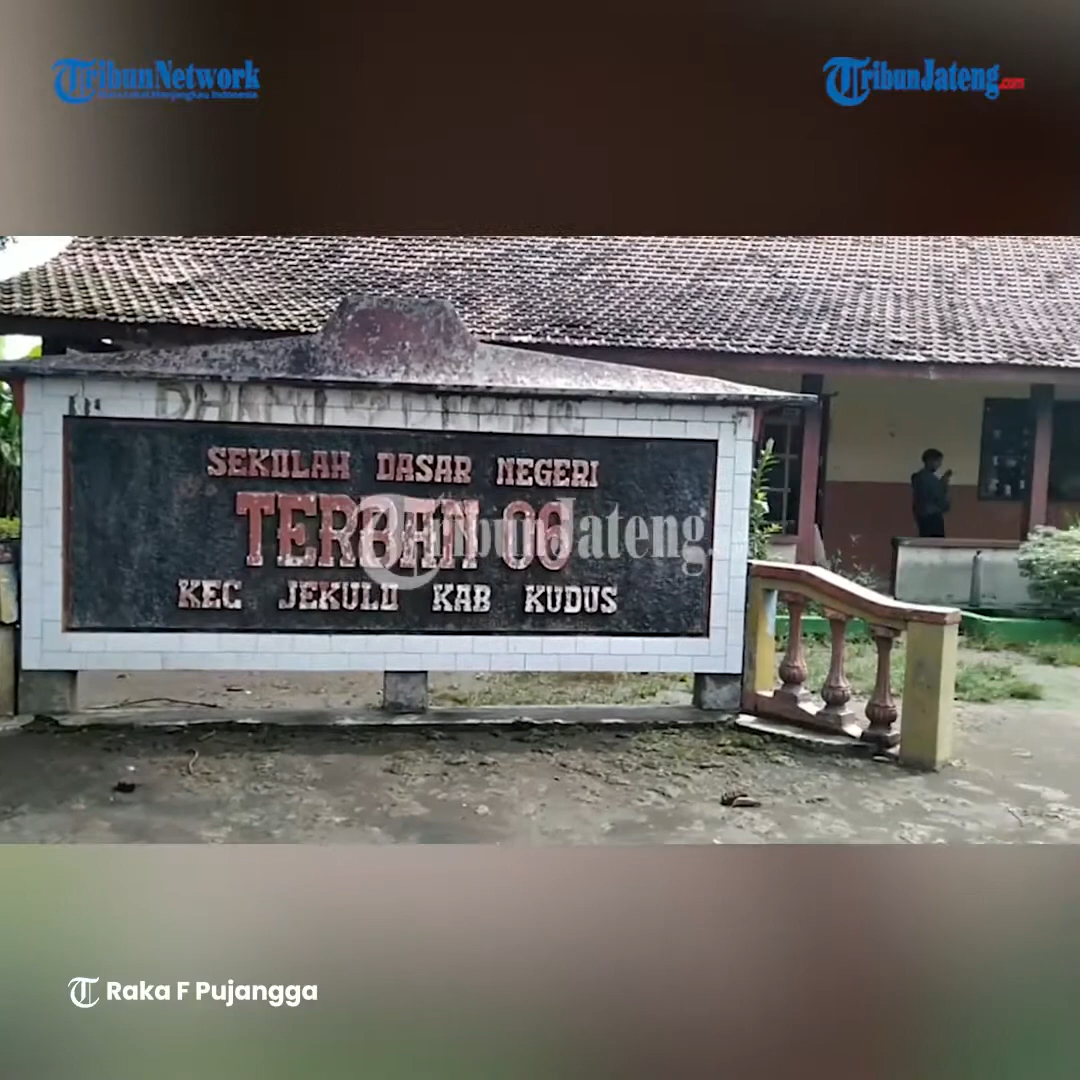 TribunNetwork
TribunJateng.com
SEKOLAH DASAR NEGERI
TERBAN 06
TribunJateng.
KEC JEKULO KAB KUDUS
Raka F Pujangga